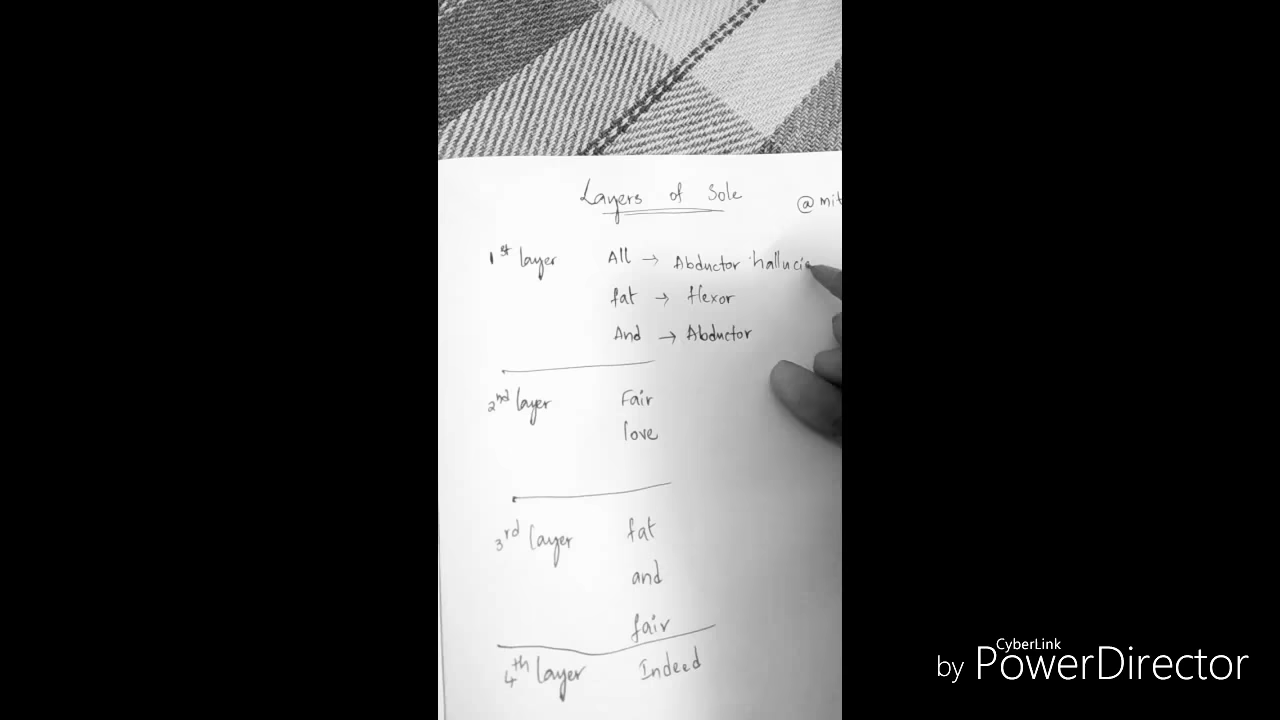 Layers of Sole
@mit
1st layer All → Abductor hallucis
fat → flexor
And → Abductor
2nd layer Fair
love
3rd layer fat
and
fair
4th layer Indeed
CyberLink
by PowerDirector